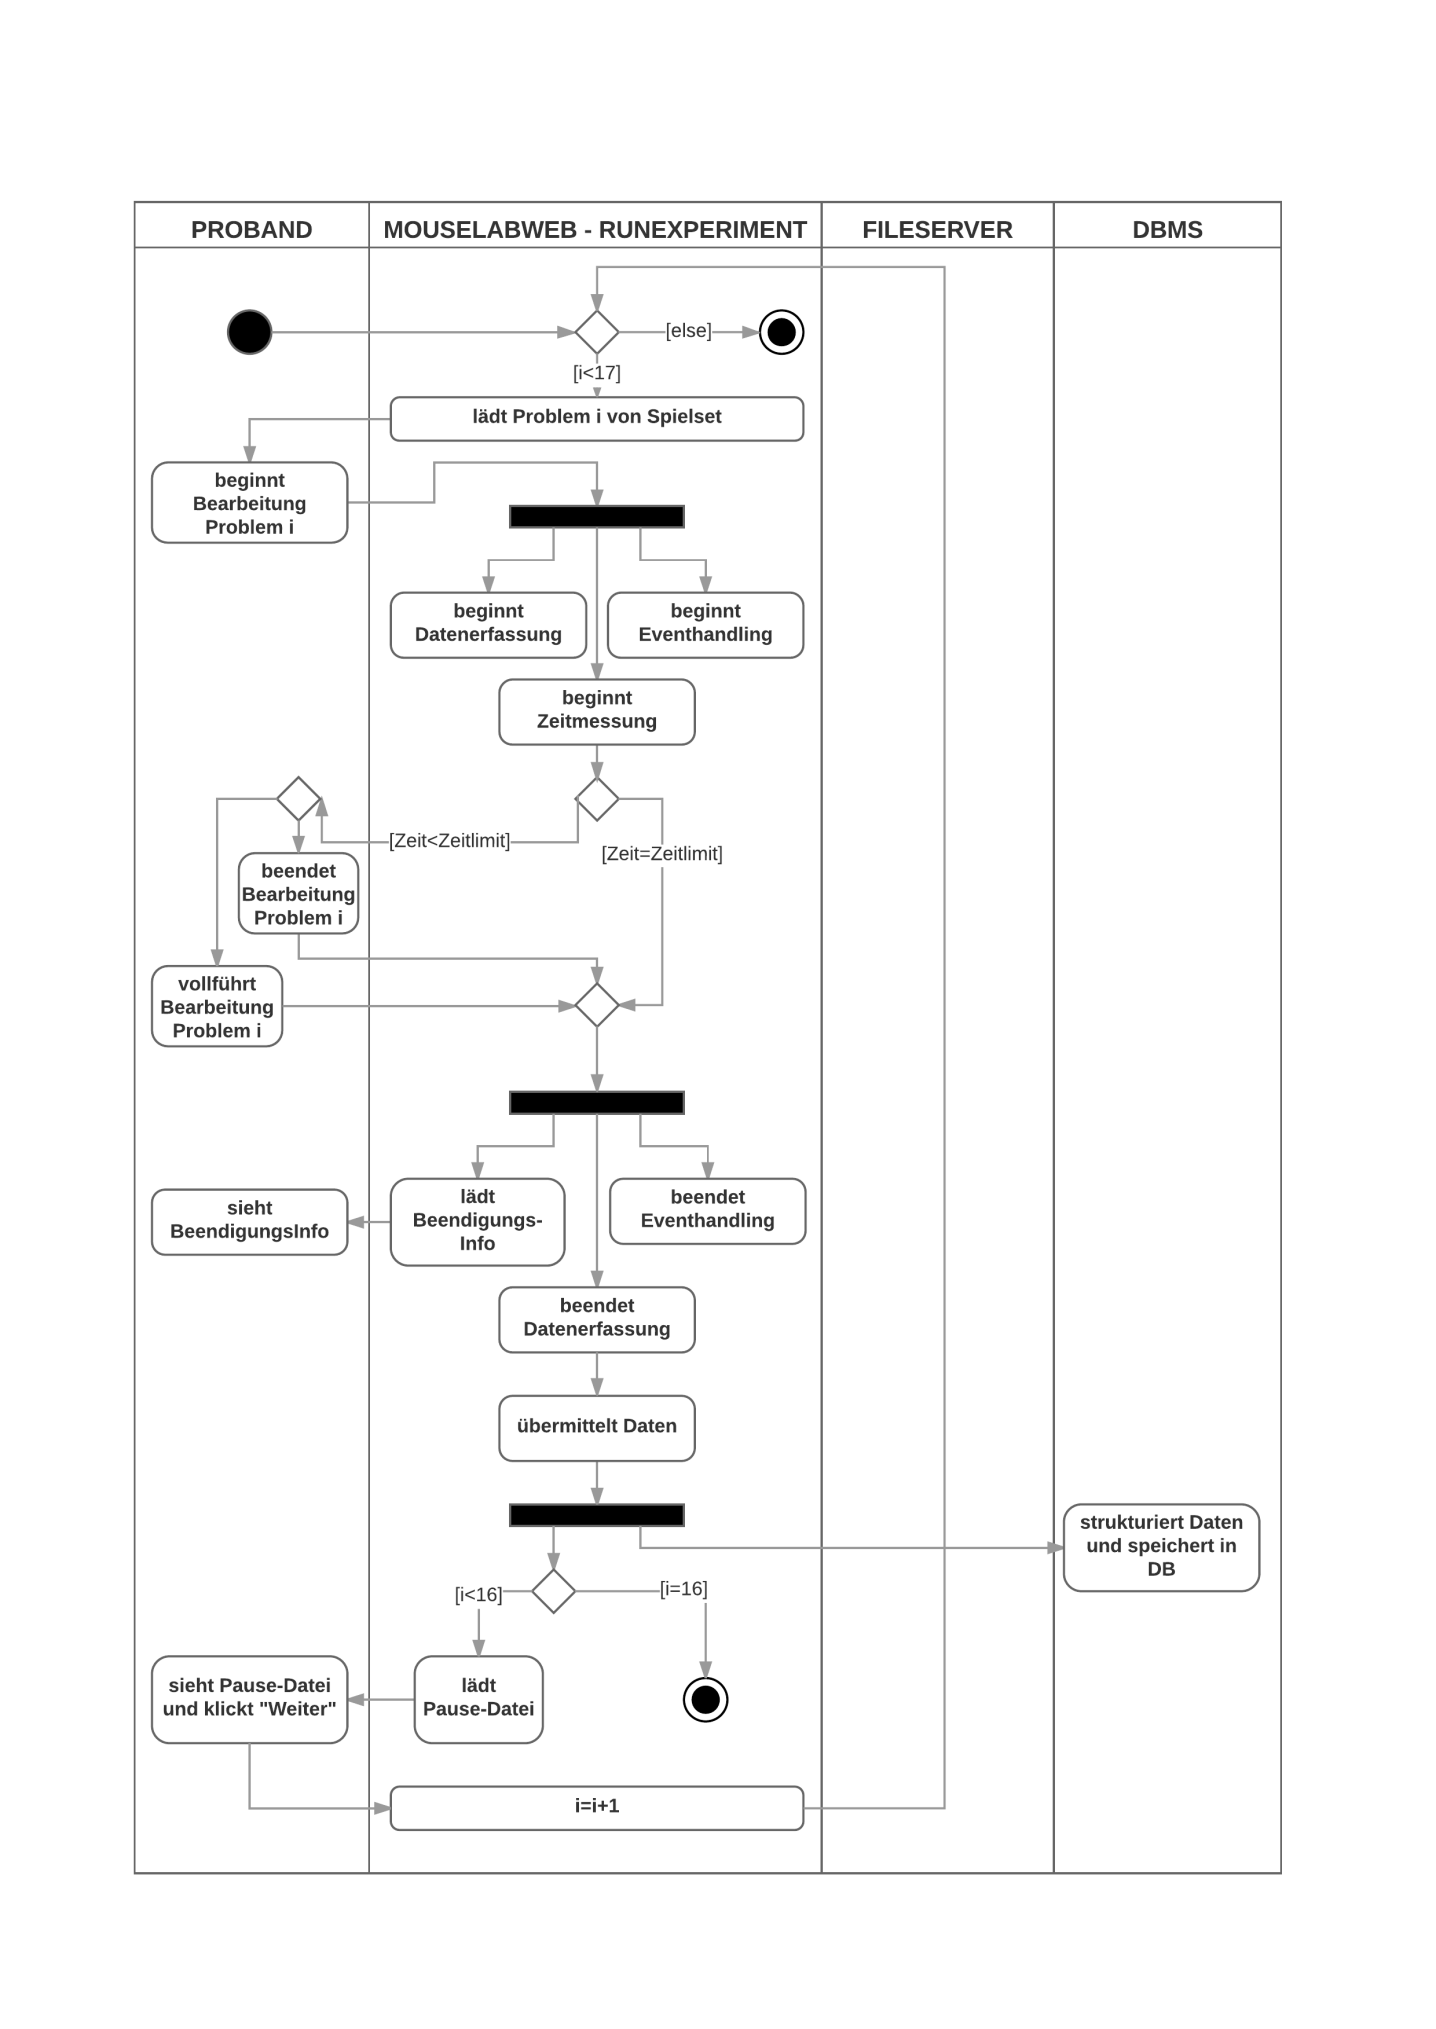 PROBAND
MOUSELABWEB - RUNEXPERIMENT
FILESERVER
DBMS
[else]
[i<17]
lädt Problem i von Spielset
beginnt
Bearbeitung
Problem i
beginnt
Datenerfassung
beginnt
Eventhandling
beginnt
Zeitmessung
[Zeit<Zeitlimit]
[Zeit=Zeitlimit]
beendet
Bearbeitung
Problem i
vollführt
Bearbeitung
Problem i
sieht
BeendigungsInfo
lädt
Beendigungs-
Info
beendet
Eventhandling
beendet
Datenerfassung
übermittelt Daten
strukturiert Daten
und speichert in
DB
[i<16]
[i=16]
sieht Pause-Datei
und klickt "Weiter"
lädt
Pause-Datei
i=i+1